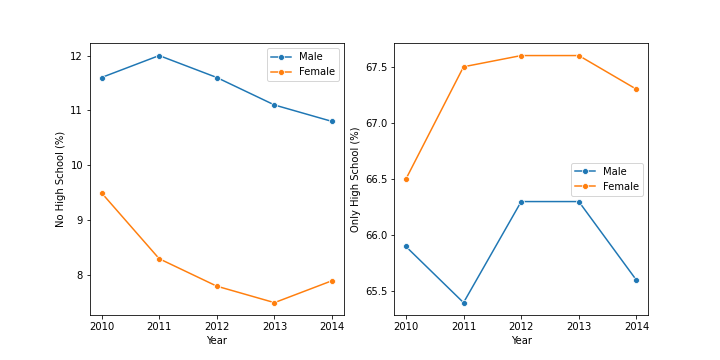 12
11
10
9
8
No High School (%)
2010 2011 2012 2013 2014
Year
Male
Female
67.5
67.0
66.5
66.0
65.5
Only High School (%)
2010 2011 2012 2013 2014
Year
Male
Female